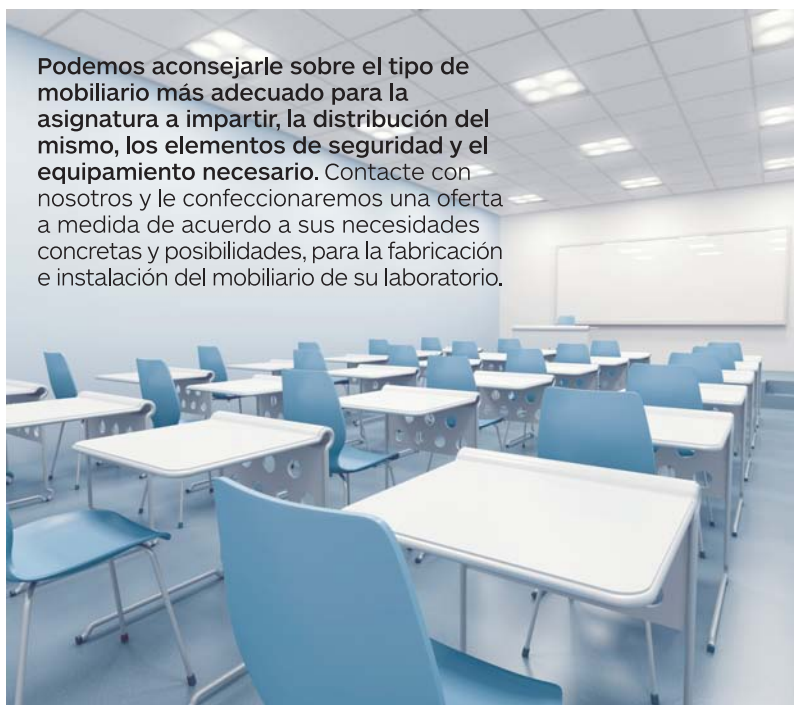 Podemos aconsejarle sobre el tipo de
mobiliario más adecuado para la
asignatura a impartir, la distribución del
mismo, los elementos de seguridad y el
equipamiento necesario. Contacte con
nosotros y le confeccionaremos una oferta
a medida de acuerdo a sus necesidades
concretas y posibilidades, para la fabricación
e instalación del mobiliario de su laboratorio.